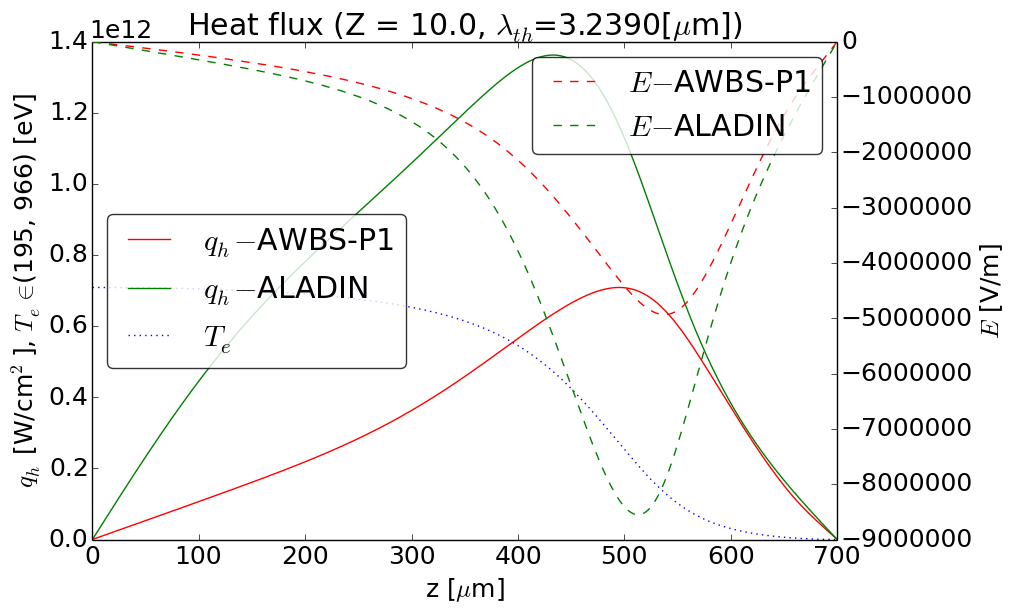 Heat flux (Z = 10.0, λ_th=3.2390[μm])
1e12
1.4
1.2
1.0
0.8
0.6
0.4
0.2
0.0
q_h [W/cm² ], T_e ∈(195, 966) [eV]
q_h −AWBS-P1
q_h −ALADIN
T_e
E−AWBS-P1
E−ALADIN
0
−1000000
−2000000
−3000000
−4000000
−5000000
−6000000
−7000000
−8000000
−9000000
E [V/m]
0 100 200 300 400 500 600 700
z [μm]